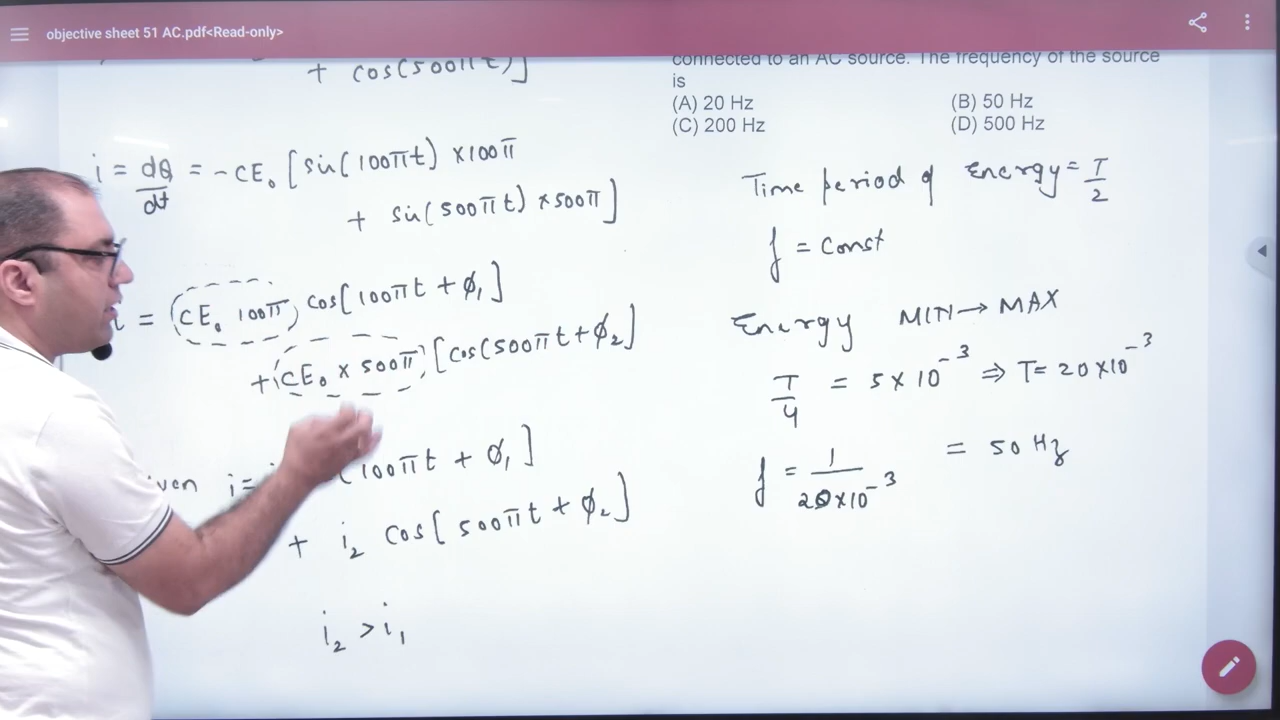 objective sheet 51 AC.pdf<Read-only>
+ cos(500πt)]
i = dQ/dt = -CE₀ [sin(100πt) ×100π
+ sin(500πt) ×500π]
= CE₀ 100π cos[100πt + ϕ₁]
+ CE₀ × 500π [cos(500πt+ϕ₂]
ven i=
(100πt + ϕ₁]
+ i₂ cos[500πt + ϕ₂]
i₂ > i₁
connected to an AC source. The frequency of the source
is
(A) 20 Hz (B) 50 Hz
(C) 200 Hz (D) 500 Hz
Time period of Energy = T/2
f = Const
Energy MIN → MAX
T/4 = 5×10⁻³ ⇒ T= 20×10⁻³
f = 1/20×10⁻³ = 50 Hz